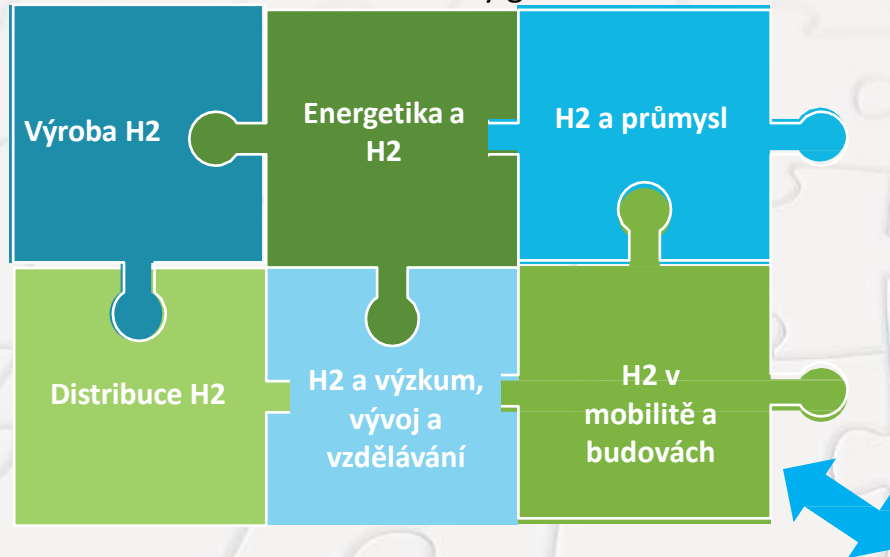 Výroba H2
Energetika a
H2
H2 a průmysl
Distribuce H2
H2 a výzkum,
vývoj a
vzdělávání
H2 v
mobilitě a
budovách